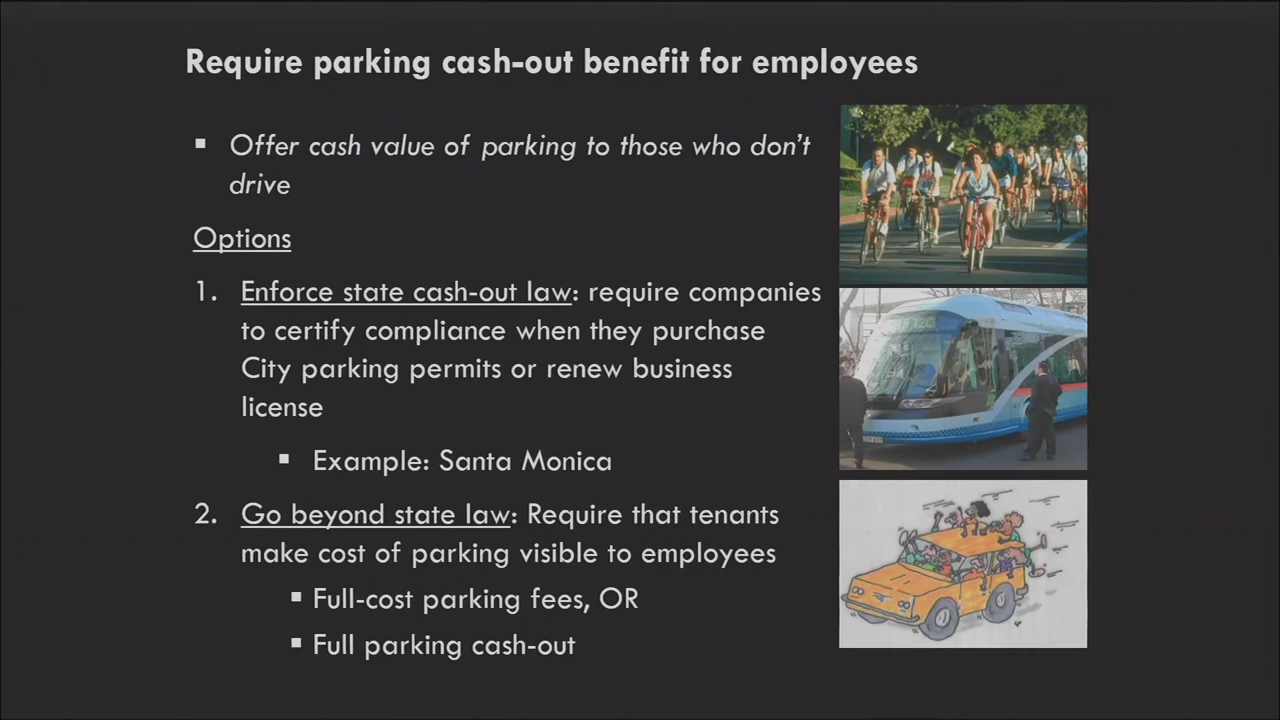 Require parking cash-out benefit for employees
▪ Offer cash value of parking to those who don't
drive
Options
1. Enforce state cash-out law: require companies
to certify compliance when they purchase
City parking permits or renew business
license
▪ Example: Santa Monica
2. Go beyond state law: Require that tenants
make cost of parking visible to employees
▪ Full-cost parking fees, OR
▪ Full parking cash-out